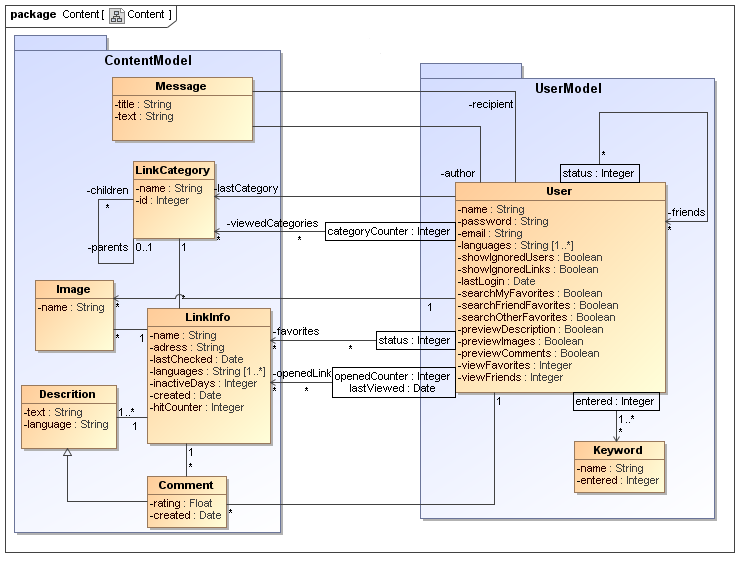 package Content [ Content ]
ContentModel
Message
-title : String
-text : String
-recipient
-author
UserModel
status : Integer
*
-friends
*
LinkCategory
-name : String
-id : Integer
-children
*
-parents
0..1
1
-lastCategory
-viewedCategories
*
*
categoryCounter : Integer
User
-name : String
-password : String
-email : String
-languages : String [1..*]
-showIgnoredUsers : Boolean
-showIgnoredLinks : Boolean
-lastLogin : Date
-searchMyFavorites : Boolean
-searchFriendFavorites : Boolean
-searchOtherFavorites : Boolean
-previewDescription : Boolean
-previewImages : Boolean
-previewComments : Boolean
-viewFavorites : Integer
-viewFriends : Integer
Image
-name : String
*
*
1
*
1
LinkInfo
-name : String
-adress : String
-lastChecked : Date
-languages : String [1..*]
-inactiveDays : Integer
-created : Date
-hitCounter : Integer
-favorites
*
*
status : Integer
-openedLink
*
*
openedCounter : Integer
lastViewed : Date
Descrition
-text : String
-language : String
1..*
1
1
*
entered : Integer
1..*
*
1
Keyword
-name : String
-entered : Integer
Comment
-rating : Float
-created : Date
*